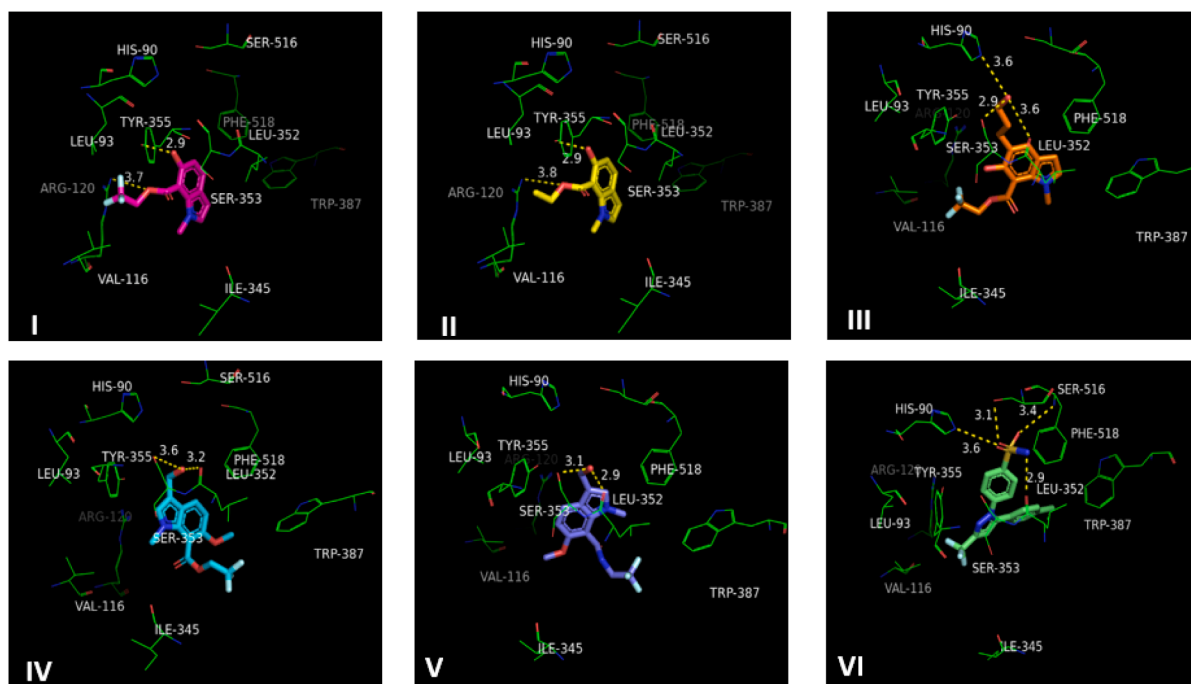 SER-516
HIS-90
TYR-355
PHE-518
LEU-352
LEU-93
2.9
ARG-120
3.7
SER-353
TRP-387
VAL-116
ILE-345
I
SER-516
HIS-90
TYR-355
PHE-518
LEU-352
LEU-93
2.9
ARG-120
3.8
SER-353
TRP-387
VAL-116
ILE-345
II
HIS-90
3.6
LEU-93
TYR-355
2.9
3.6
ARG-120
PHE-518
SER-353
LEU-352
VAL-116
TRP-387
ILE-345
III
SER-516
HIS-90
3.6
TYR-355
3.2
PHE-518
LEU-93
LEU-352
ARG-120
SER-353
TRP-387
VAL-116
ILE-345
IV
HIS-90
TYR-355
ARG-120
3.1
PHE-518
2.9
LEU-352
SER-353
VAL-116
TRP-387
ILE-345
V
SER-516
HIS-90
3.1
3.4
PHE-518
3.6
ARG-120
TYR-355
2.9
LEU-352
LEU-93
TRP-387
SER-353
VAL-116
ILE-345
VI